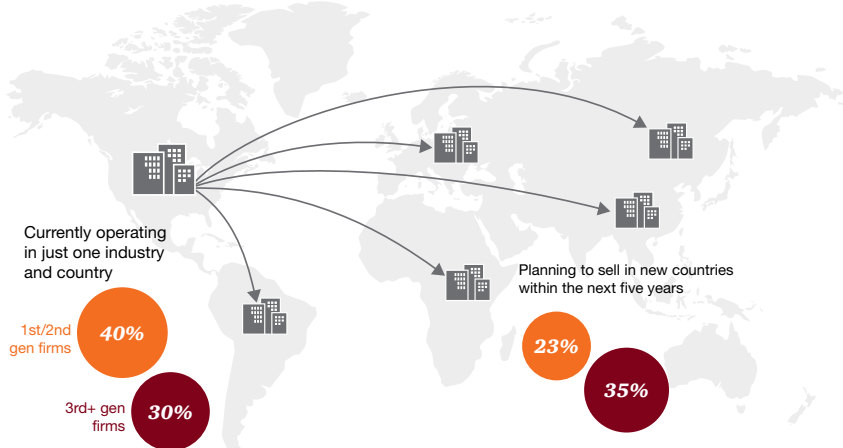 Currently operating
in just one industry
and country
1st/2nd
gen firms
40%
3rd+ gen
firms
30%
Planning to sell in new countries
within the next five years
23%
35%